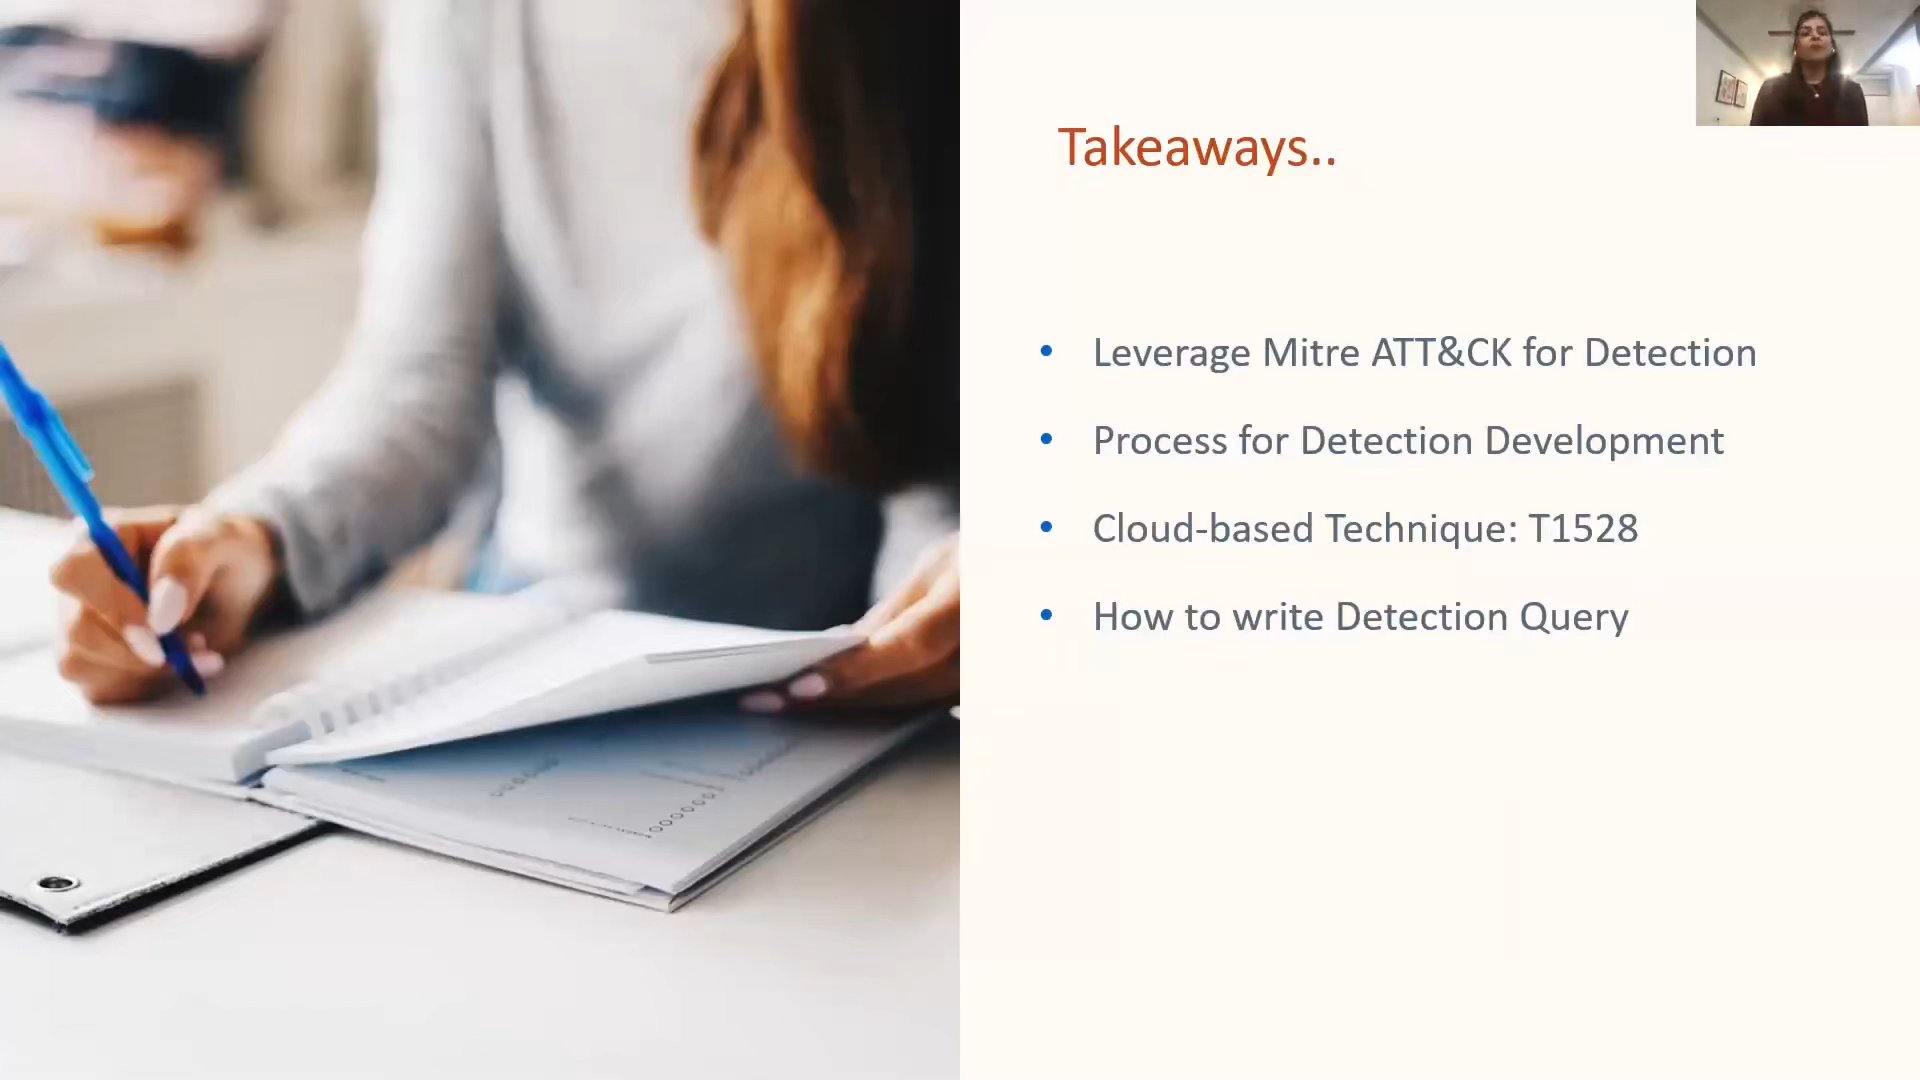 Takeaways..
• Leverage Mitre ATT&CK for Detection
• Process for Detection Development
• Cloud-based Technique: T1528
• How to write Detection Query